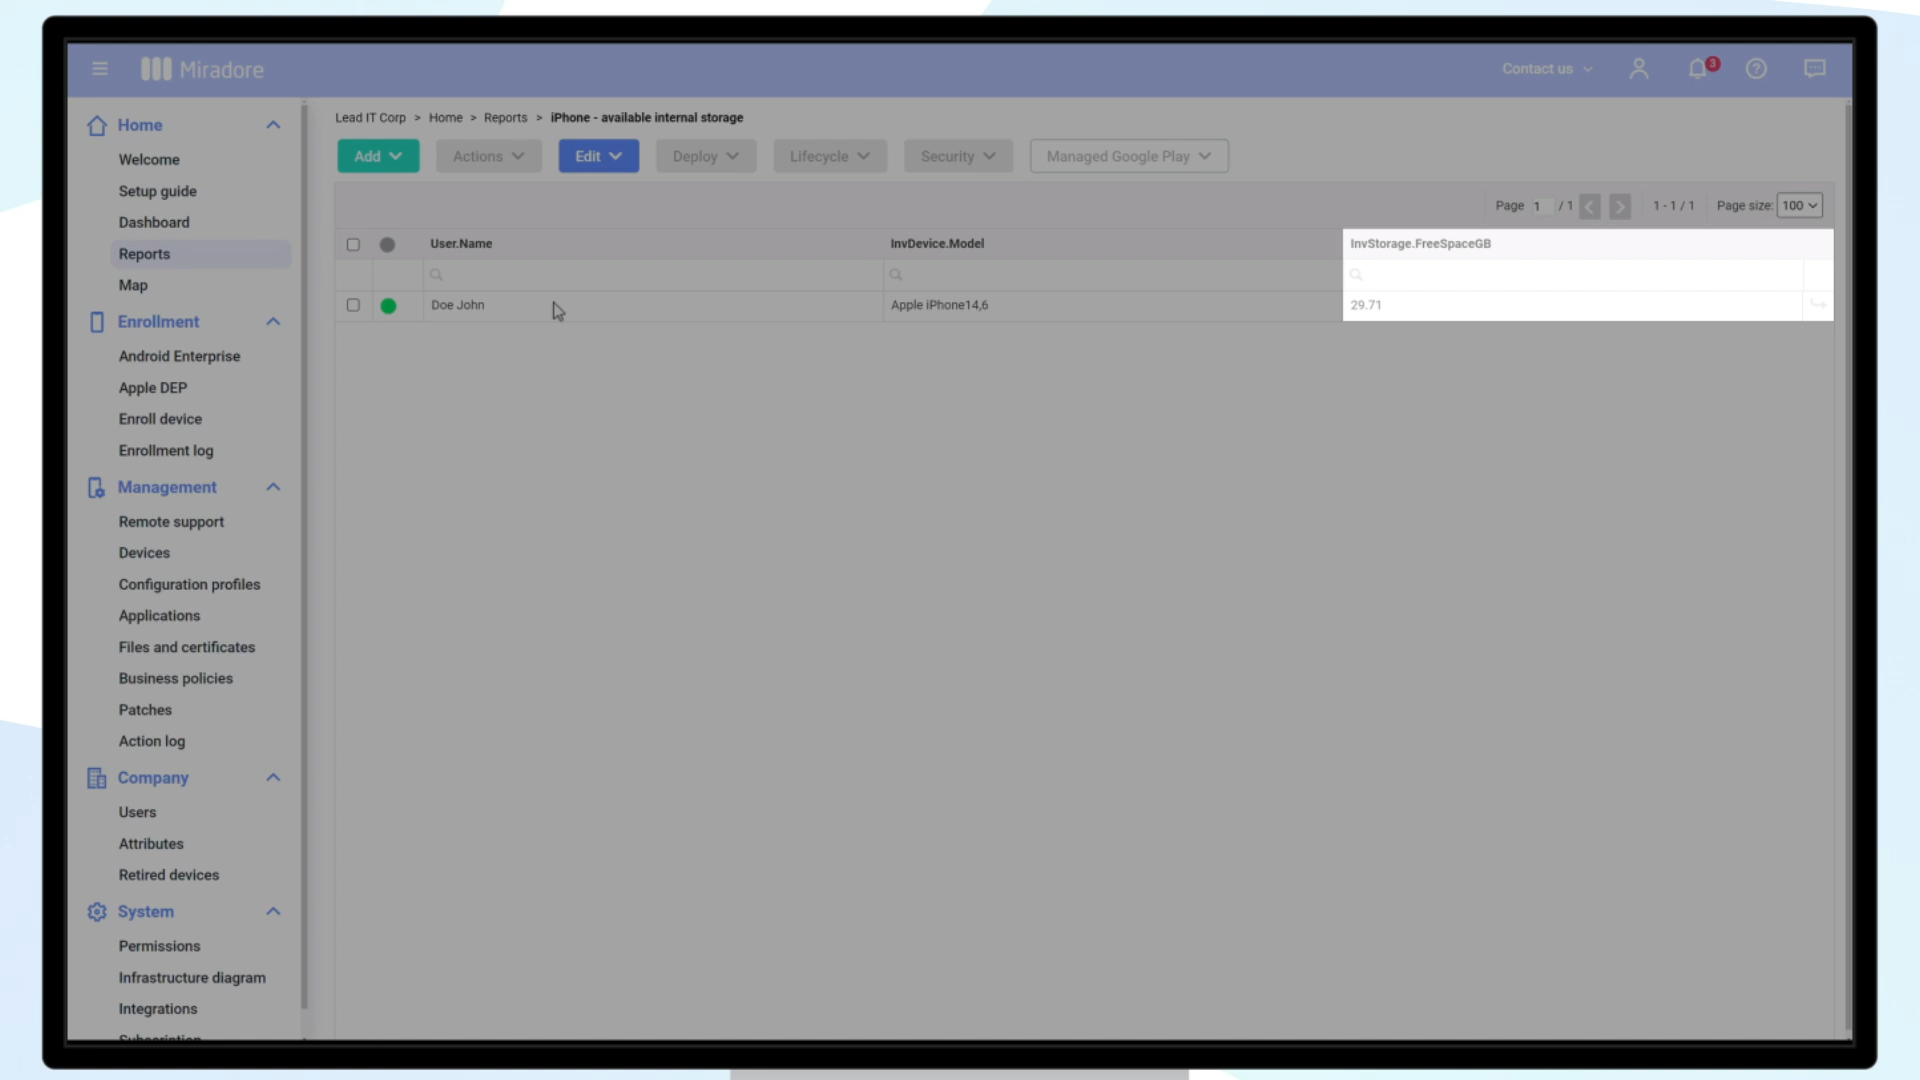 Miradore
Contact us
3
Home
Welcome
Setup guide
Dashboard
Reports
Map
Enrollment
Android Enterprise
Apple DEP
Enroll device
Enrollment log
Management
Remote support
Devices
Configuration profiles
Applications
Files and certificates
Business policies
Patches
Action log
Company
Users
Attributes
Retired devices
System
Permissions
Infrastructure diagram
Integrations
Subscription
Lead IT Corp > Home > Reports > iPhone - available internal storage
Add Actions Edit Deploy Lifecycle Security Managed Google Play
Page 1 / 1 1 - 1 / 1 Page size: 100
User.Name InvDevice.Model InvStorage.FreeSpaceGB
Doe John Apple iPhone14,6 29.71